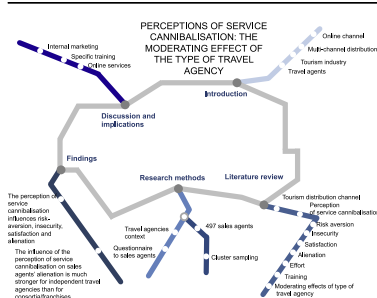 PERCEPTIONS OF SERVICE
CANNIBALISATION: THE
MODERATING EFFECT OF
THE TYPE OF TRAVEL
AGENCY
Internal marketing
Specific training
Online services
Discussion and
implications
Online channel
Multi-channel distribution
Tourism industry
Travel agents
Introduction
Findings
The perception on
service
cannibalisation
influences risk-
aversion, insecurity,
satisfaction and
alienation
The influence of the
perception of service
cannibalisation on sales
agents' alienation is much
stronger for independent travel
agencies than for
consortia/franchises
Research methods
Travel agencies
context
Questionnaire
to sales agents
497 sales agents
Cluster sampling
Literature review
Tourism distribution channel
Perception
of service cannibalisation
Risk aversion
Insecurity
Satisfaction
Alienation
Effort
Training
Moderating effects of type of
travel agency